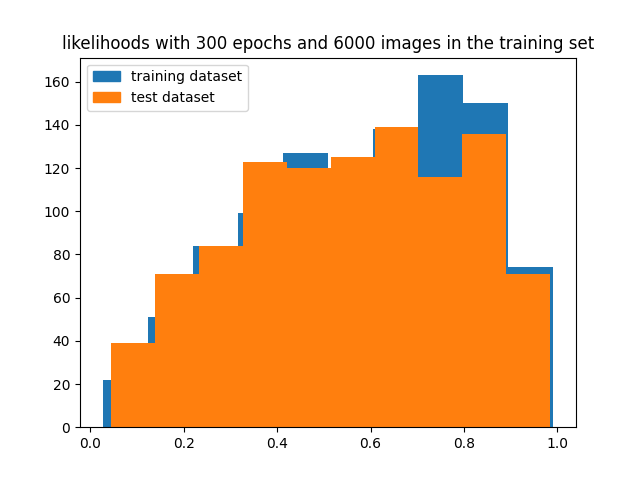 likelihoods with 300 epochs and 6000 images in the training set
training dataset
test dataset
160
140
120
100
80
60
40
20
0
0.0 0.2 0.4 0.6 0.8 1.0